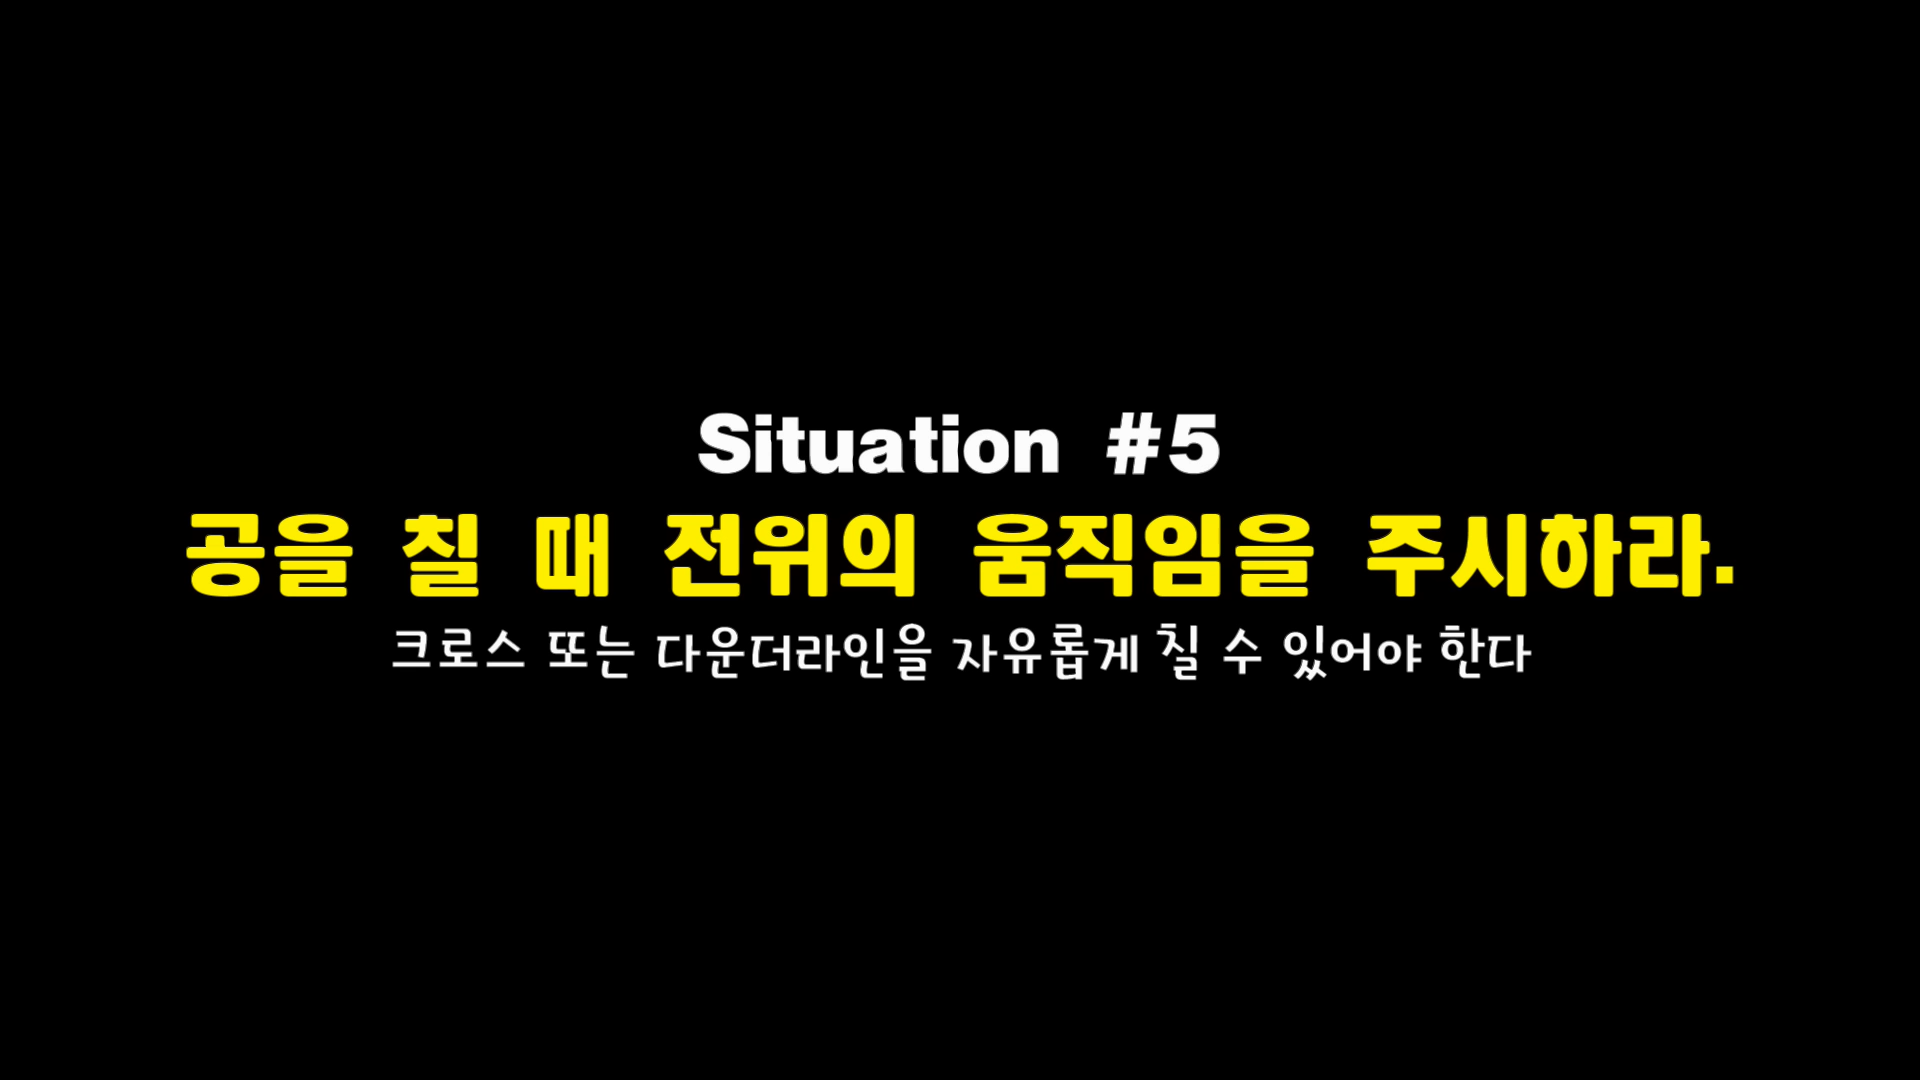 Situation #5
공을 칠 때 전위의 움직임을 주시하라.
크로스 또는 다운더라인을 자유롭게 칠 수 있어야 한다